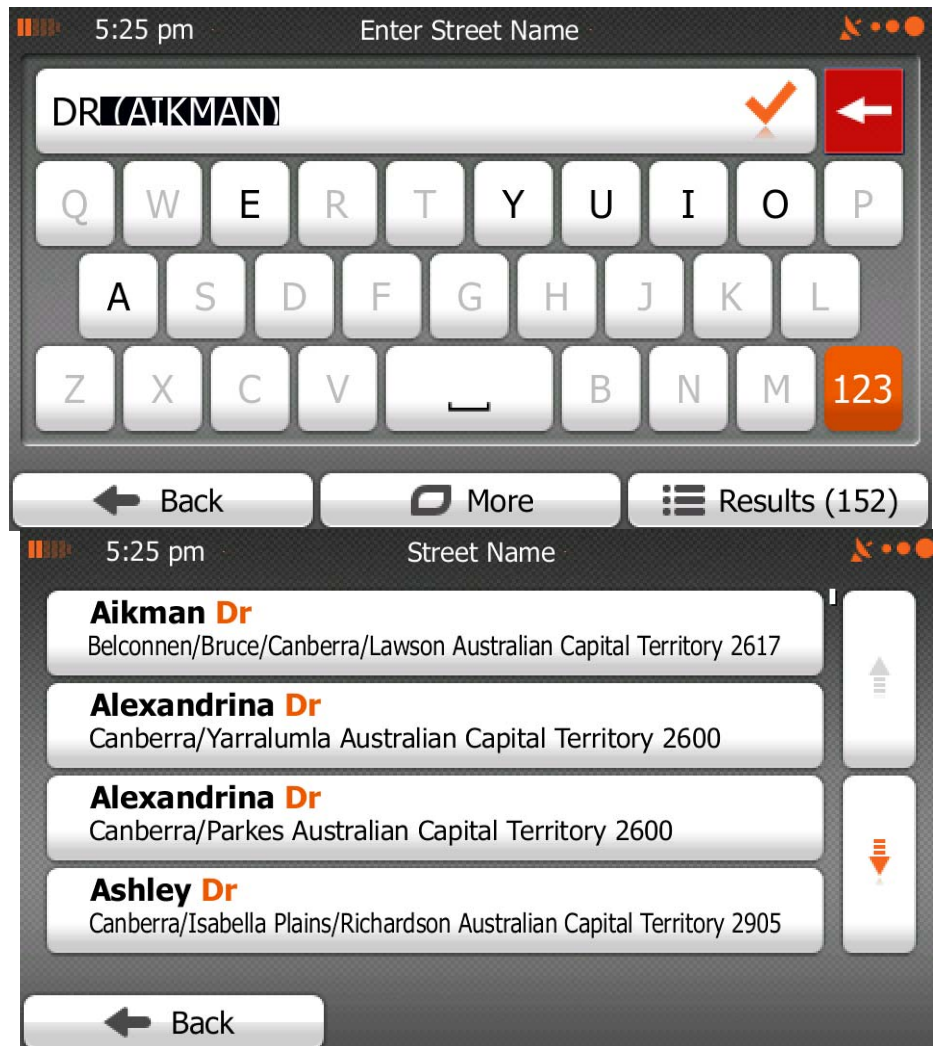 5:25 pm Enter Street Name
DR (AIKMAN)
Q W E R T Y U I O P
A S D F G H J K L
Z X C V B N M 123
Back More Results (152)
5:25 pm Street Name
Aikman Dr
Belconnen/Bruce/Canberra/Lawson Australian Capital Territory 2617
Alexandrina Dr
Canberra/Yarralumla Australian Capital Territory 2600
Alexandrina Dr
Canberra/Parkes Australian Capital Territory 2600
Ashley Dr
Canberra/Isabella Plains/Richardson Australian Capital Territory 2905
Back